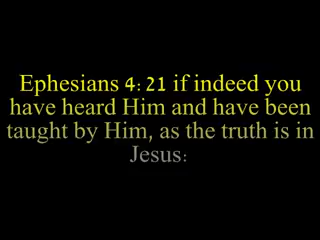 Ephesians 4:21 if indeed you
have heard Him and have been
taught by Him, as the truth is in
Jesus: